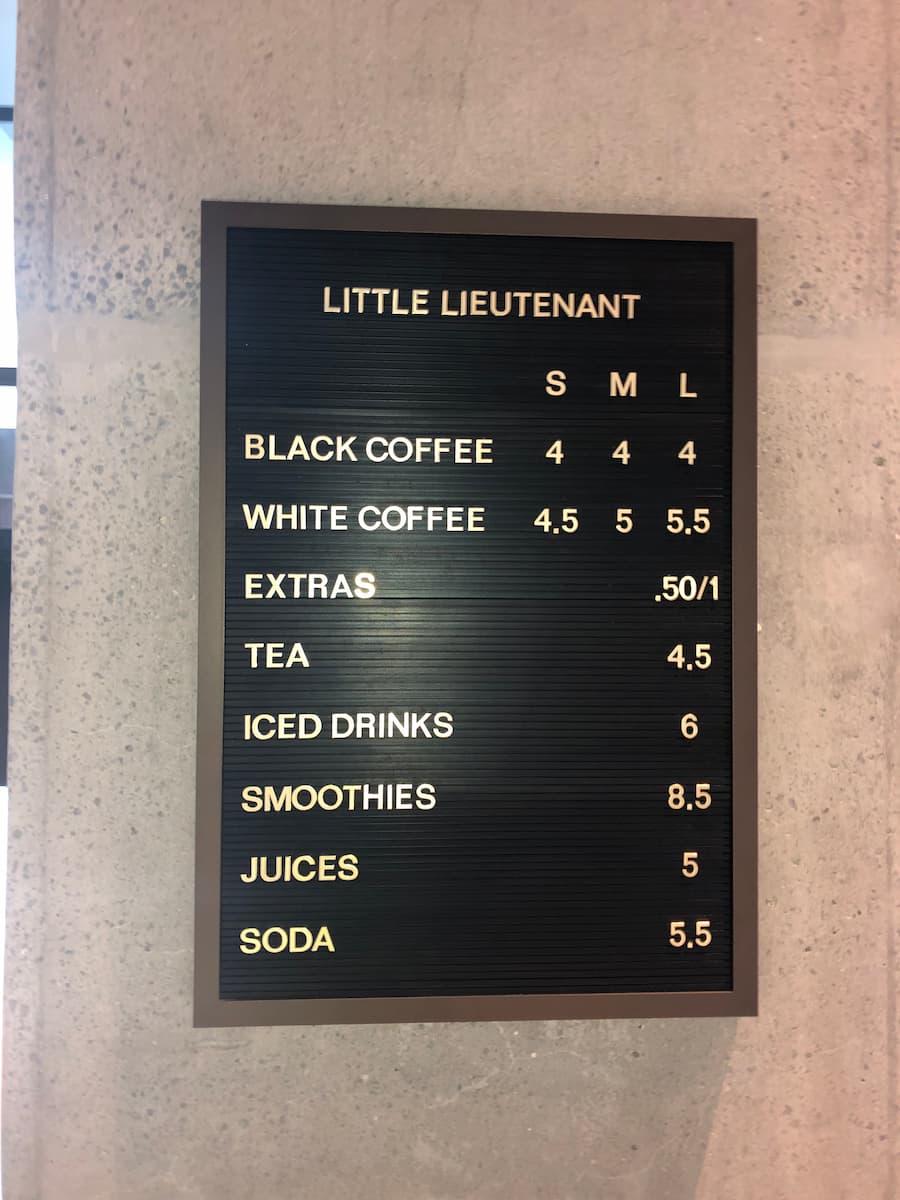 LITTLE LIEUTENANT
S M L
BLACK COFFEE 4 4 4
WHITE COFFEE 4.5 5 5.5
EXTRAS .50/1
TEA 4.5
ICED DRINKS 6
SMOOTHIES 8.5
JUICES 5
SODA 5.5